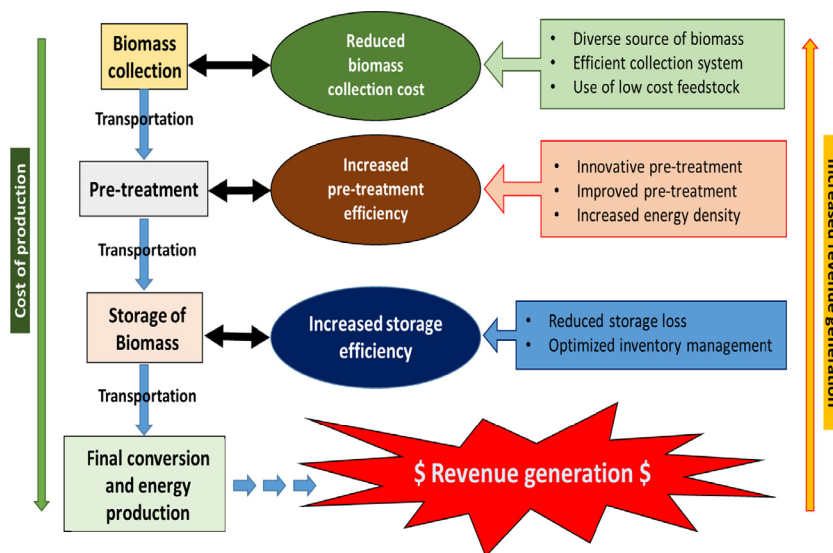 Biomass
collection
Reduced
biomass
collection cost
• Diverse source of biomass
• Efficient collection system
• Use of low cost feedstock
Transportation
Pre-treatment
Increased
pre-treatment
efficiency
• Innovative pre-treatment
• Improved pre-treatment
• Increased energy density
Transportation
Storage of
Biomass
Increased storage
efficiency
• Reduced storage loss
• Optimized inventory management
Transportation
Final conversion
and energy
production
$ Revenue generation $
Cost of production
Increased revenue generation